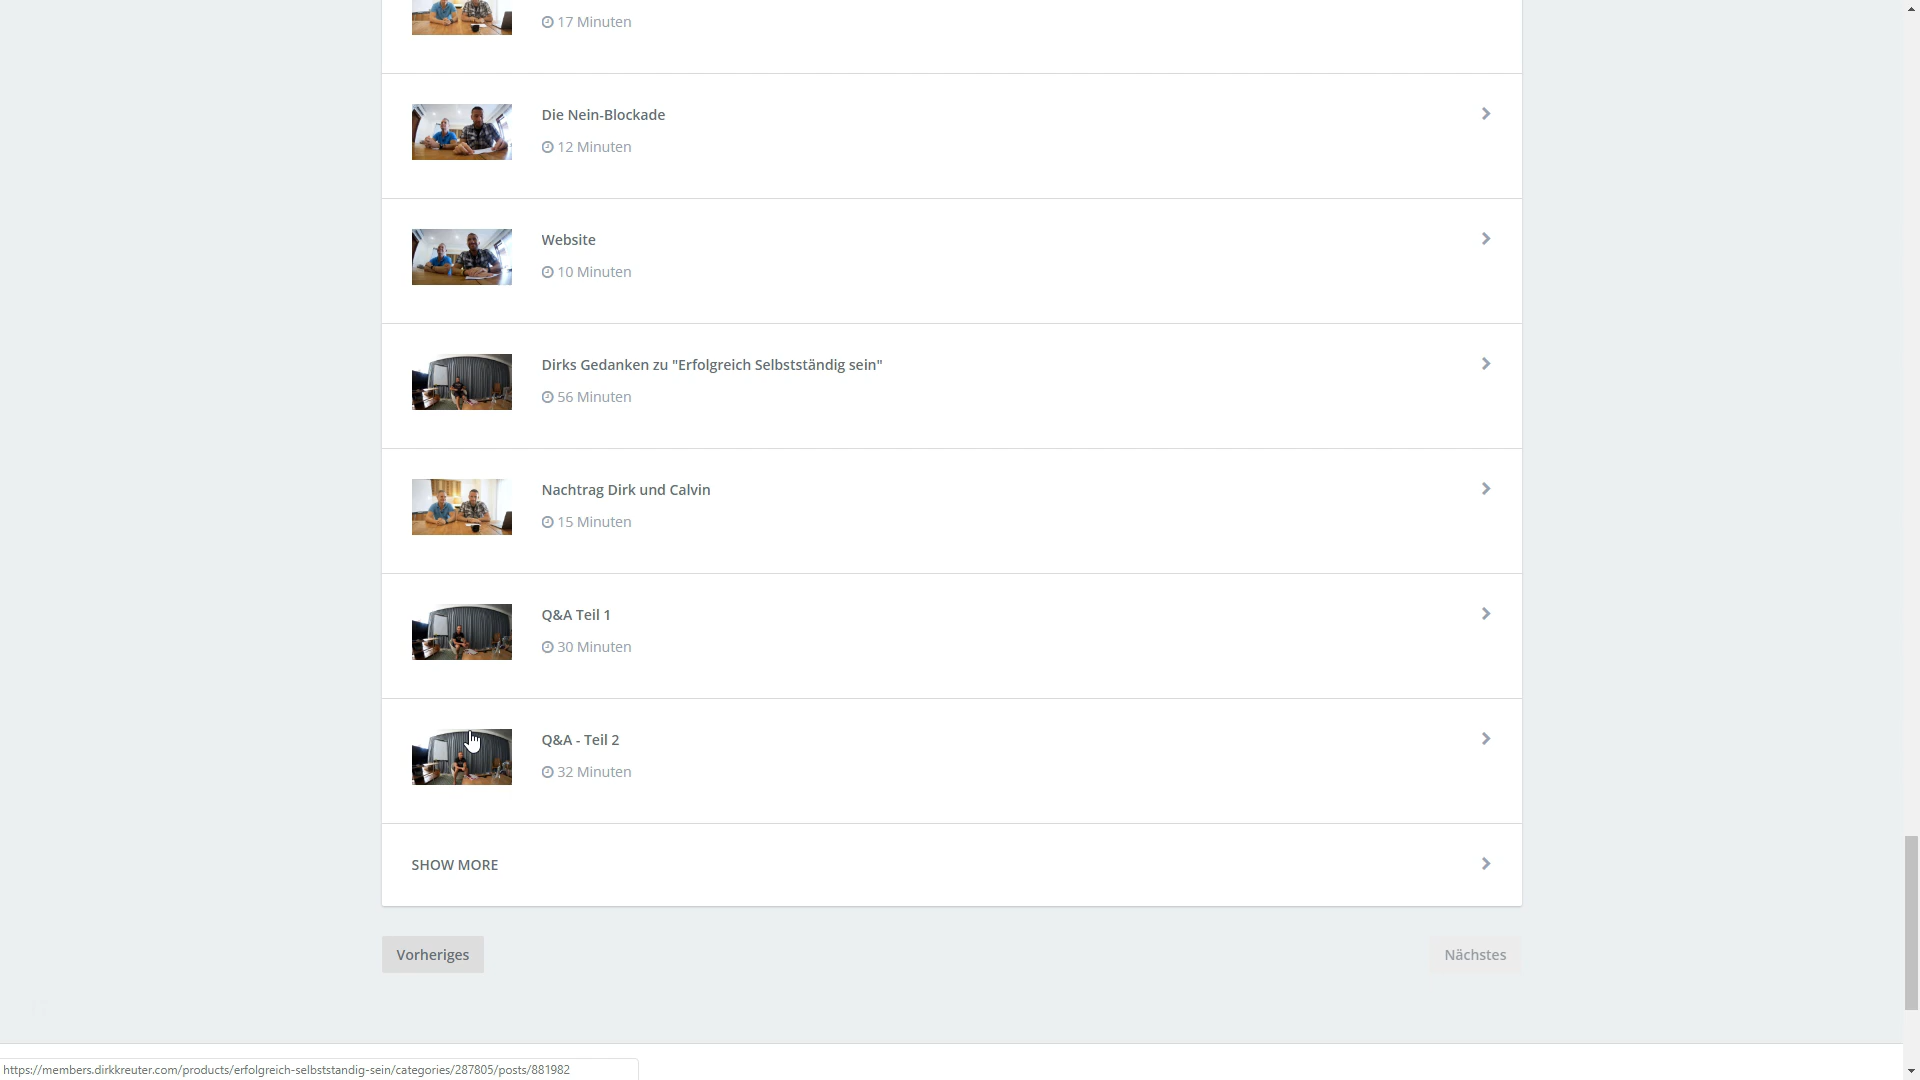 17 Minuten
Die Nein-Blockade
12 Minuten
Website
10 Minuten
Dirks Gedanken zu "Erfolgreich Selbstständig sein"
56 Minuten
Nachtrag Dirk und Calvin
15 Minuten
Q&A Teil 1
30 Minuten
Q&A - Teil 2
32 Minuten
SHOW MORE
Vorheriges
Nächstes
https://members.dirkkreuter.com/products/erfolgreich-selbststandig-sein/categories/287805/posts/881982